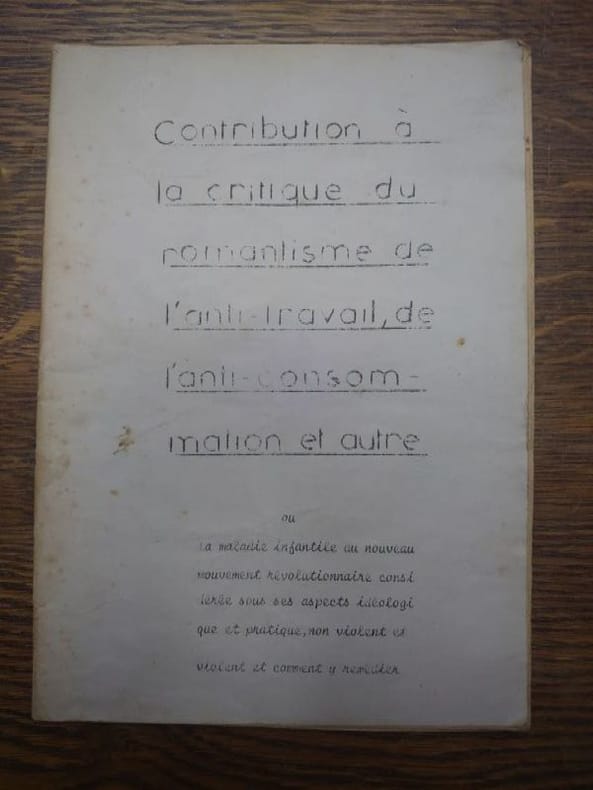 Contribution à
la critique du
romantisme de
l'anti-travail, de
l'anti-consom-
mation et autre
ou
la maladie infantile du nouveau
mouvement révolutionnaire consi
dérée sous ses aspects idéologi
que et pratique, non violent et
violent et comment y remédier